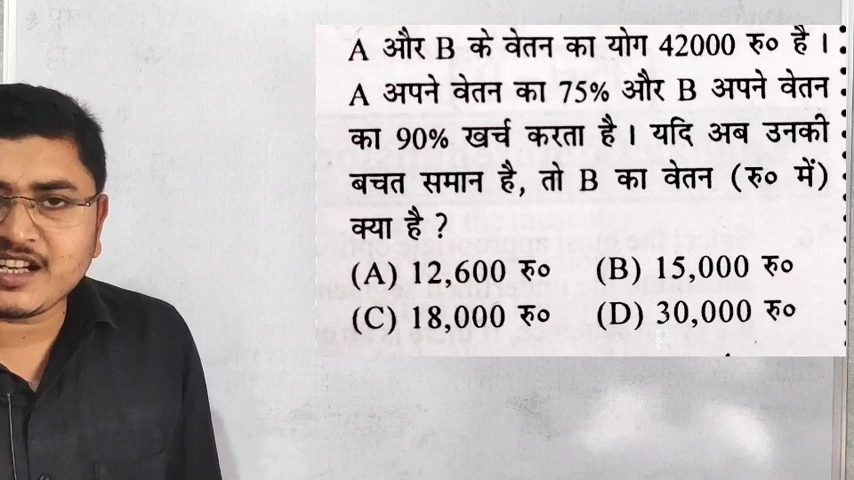 A और B के वेतन का योग 42000 रु० है ।
A अपने वेतन का 75% और B अपने वेतन
का 90% खर्च करता है । यदि अब उनकी
बचत समान है, तो B का वेतन (रु० में)
क्या है ?
(A) 12,600 रु० (B) 15,000 रु०
(C) 18,000 रु० (D) 30,000 रु०